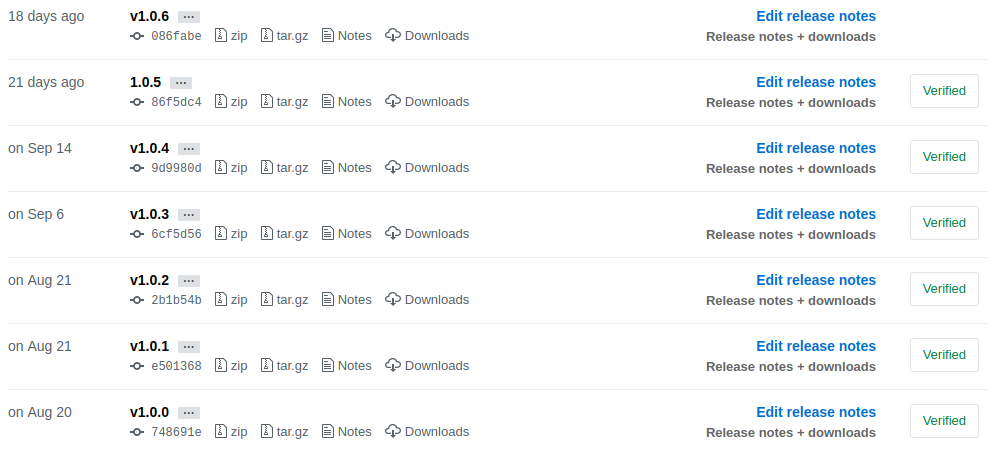 18 days ago v1.0.6 ... Edit release notes
086fabe zip tar.gz Notes Downloads Release notes + downloads
21 days ago 1.0.5 ... Edit release notes
86f5dc4 zip tar.gz Notes Downloads Release notes + downloads Verified
on Sep 14 v1.0.4 ... Edit release notes
9d9980d zip tar.gz Notes Downloads Release notes + downloads Verified
on Sep 6 v1.0.3 ... Edit release notes
6cf5d56 zip tar.gz Notes Downloads Release notes + downloads Verified
on Aug 21 v1.0.2 ... Edit release notes
2b1b54b zip tar.gz Notes Downloads Release notes + downloads Verified
on Aug 21 v1.0.1 ... Edit release notes
e501368 zip tar.gz Notes Downloads Release notes + downloads Verified
on Aug 20 v1.0.0 ... Edit release notes
748691e zip tar.gz Notes Downloads Release notes + downloads Verified